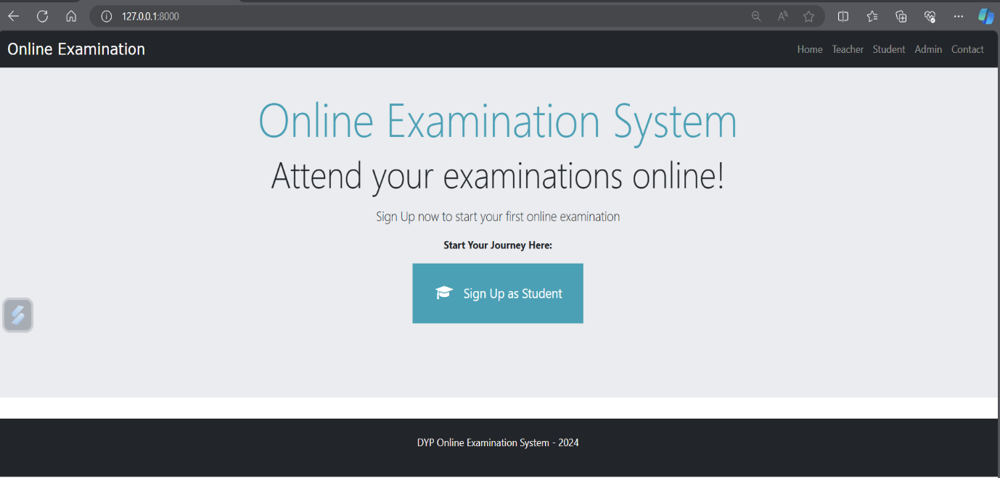 127.0.0.1:8000
Online Examination
Home Teacher Student Admin Contact
Online Examination System
Attend your examinations online!
Sign Up now to start your first online examination
Start Your Journey Here:
Sign Up as Student
DYP Online Examination System - 2024